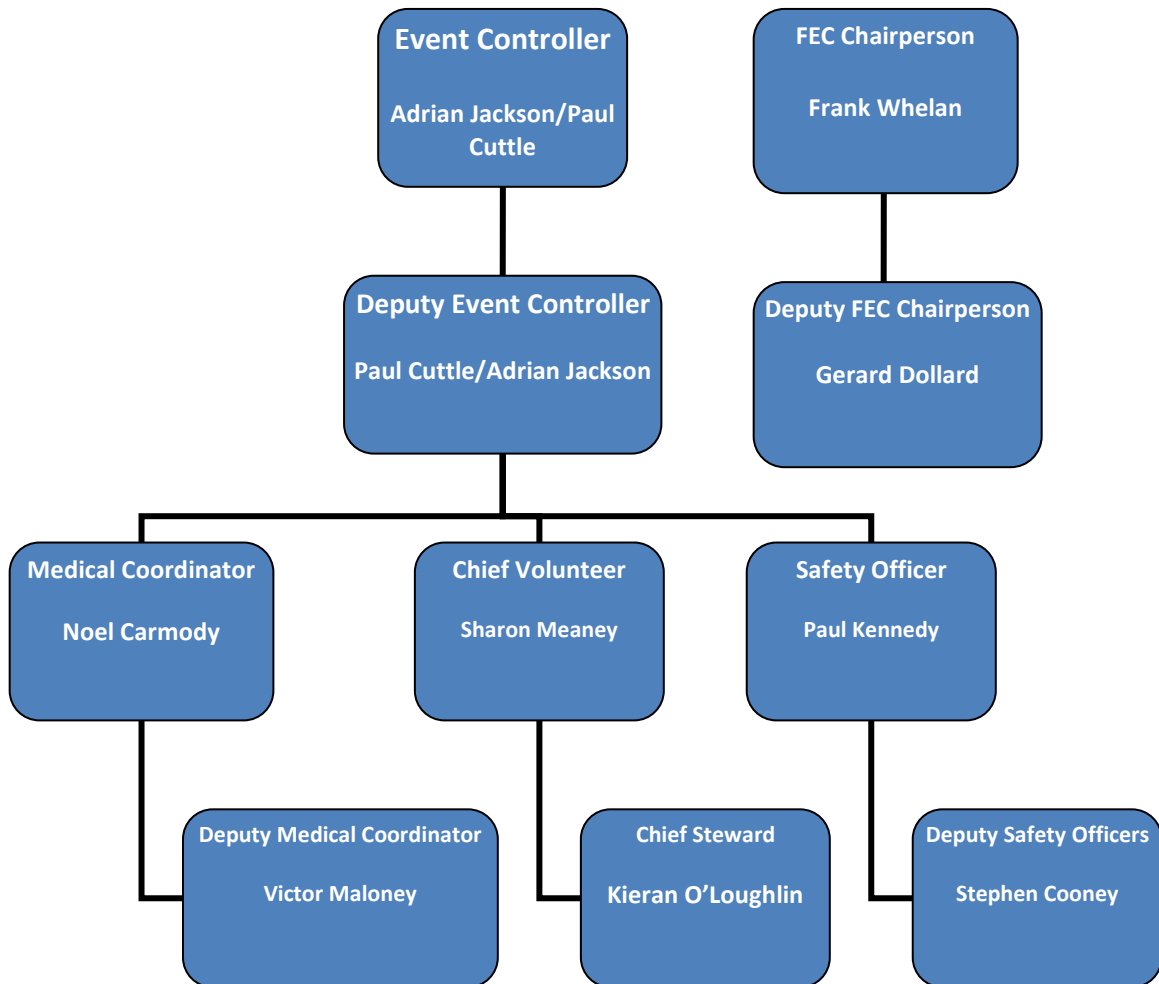 Event Controller
Adrian Jackson/Paul
Cuttle
FEC Chairperson
Frank Whelan
Deputy Event Controller
Paul Cuttle/Adrian Jackson
Deputy FEC Chairperson
Gerard Dollard
Medical Coordinator
Noel Carmody
Chief Volunteer
Sharon Meaney
Safety Officer
Paul Kennedy
Deputy Medical Coordinator
Victor Maloney
Chief Steward
Kieran O’Loughlin
Deputy Safety Officers
Stephen Cooney